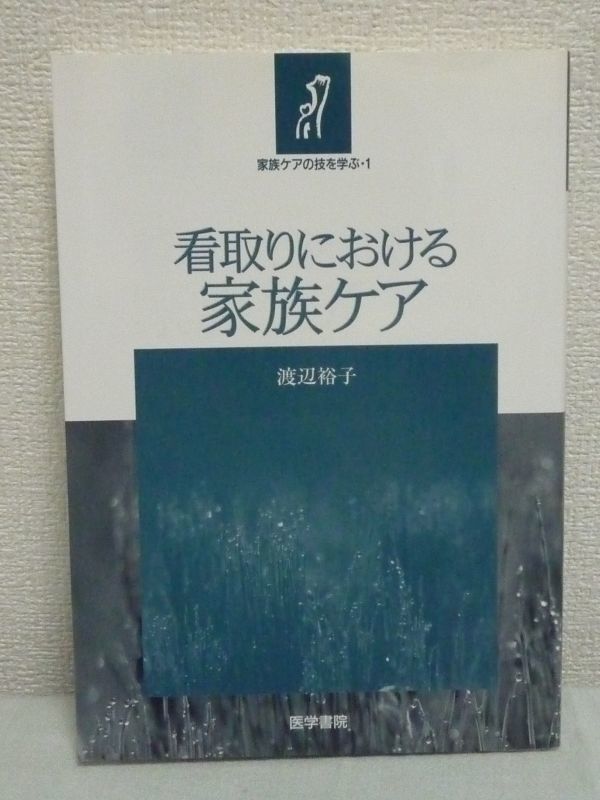 家族ケアの技を学ぶ・1
看取りにおける
家族ケア
渡辺裕子
医学書院